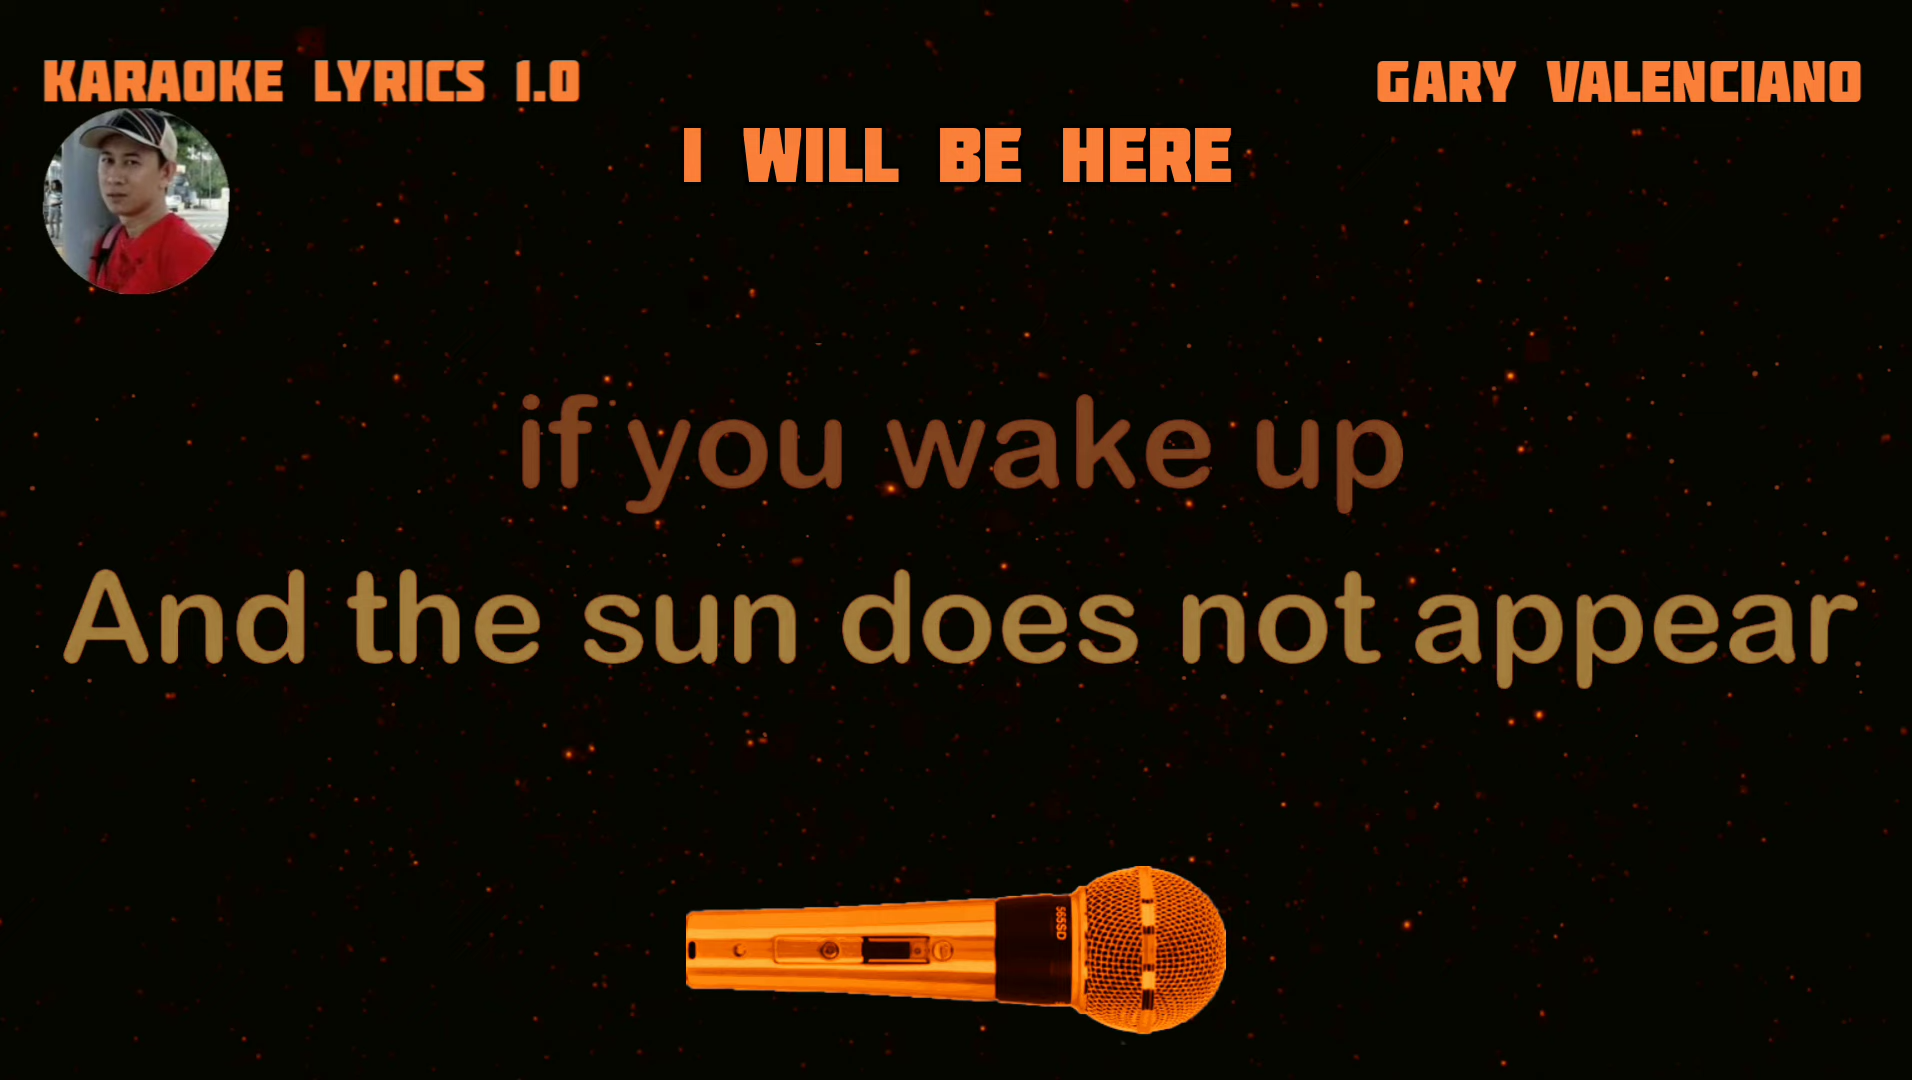 KARAOKE LYRICS 1.0
GARY VALENCIANO
I WILL BE HERE
if you wake up
And the sun does not appear
565SD